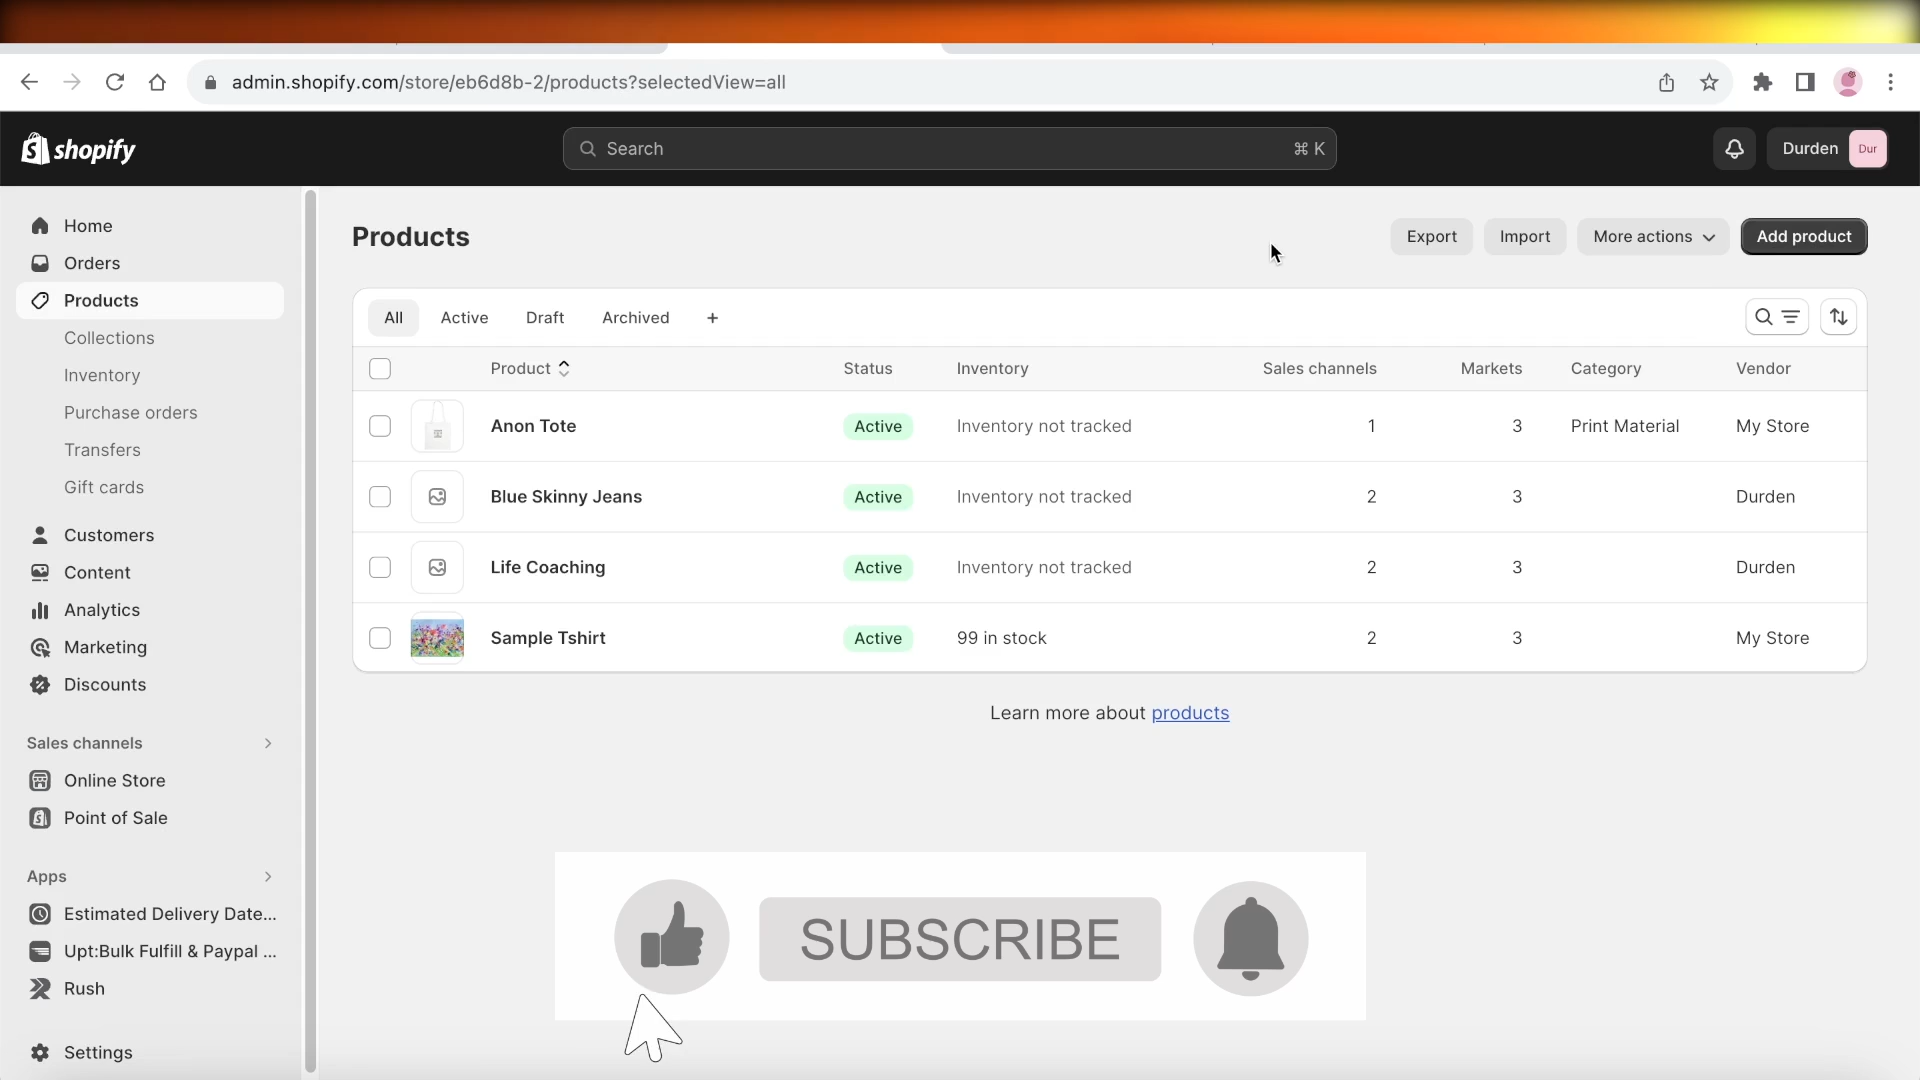 admin.shopify.com/store/eb6d8b-2/products?selectedView=all
shopify
Search
⌘ K
Durden
Dur
Home
Orders
Products
Collections
Inventory
Purchase orders
Transfers
Gift cards
Customers
Content
Analytics
Marketing
Discounts
Sales channels
Online Store
Point of Sale
Apps
Estimated Delivery Date...
Upt:Bulk Fulfill & Paypal ...
Rush
Settings
Products
Export Import More actions Add product
All Active Draft Archived +
Product Status Inventory Sales channels Markets Category Vendor
Anon Tote Active Inventory not tracked 1 3 Print Material My Store
Blue Skinny Jeans Active Inventory not tracked 2 3 Durden
Life Coaching Active Inventory not tracked 2 3 Durden
Sample Tshirt Active 99 in stock 2 3 My Store
Learn more about products
SUBSCRIBE